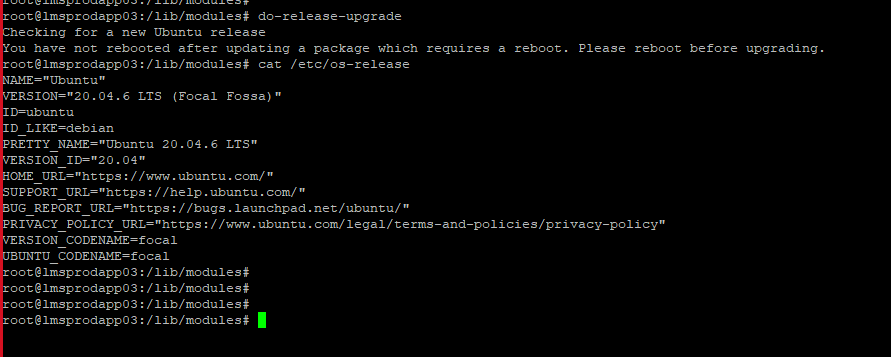 root@lmsprodapp03:/lib/modules#
root@lmsprodapp03:/lib/modules# do-release-upgrade
Checking for a new Ubuntu release
You have not rebooted after updating a package which requires a reboot. Please reboot before upgrading.
root@lmsprodapp03:/lib/modules# cat /etc/os-release
NAME="Ubuntu"
VERSION="20.04.6 LTS (Focal Fossa)"
ID=ubuntu
ID_LIKE=debian
PRETTY_NAME="Ubuntu 20.04.6 LTS"
VERSION_ID="20.04"
HOME_URL="https://www.ubuntu.com/"
SUPPORT_URL="https://help.ubuntu.com/"
BUG_REPORT_URL="https://bugs.launchpad.net/ubuntu/"
PRIVACY_POLICY_URL="https://www.ubuntu.com/legal/terms-and-policies/privacy-policy"
VERSION_CODENAME=focal
UBUNTU_CODENAME=focal
root@lmsprodapp03:/lib/modules#
root@lmsprodapp03:/lib/modules#
root@lmsprodapp03:/lib/modules#
root@lmsprodapp03:/lib/modules#